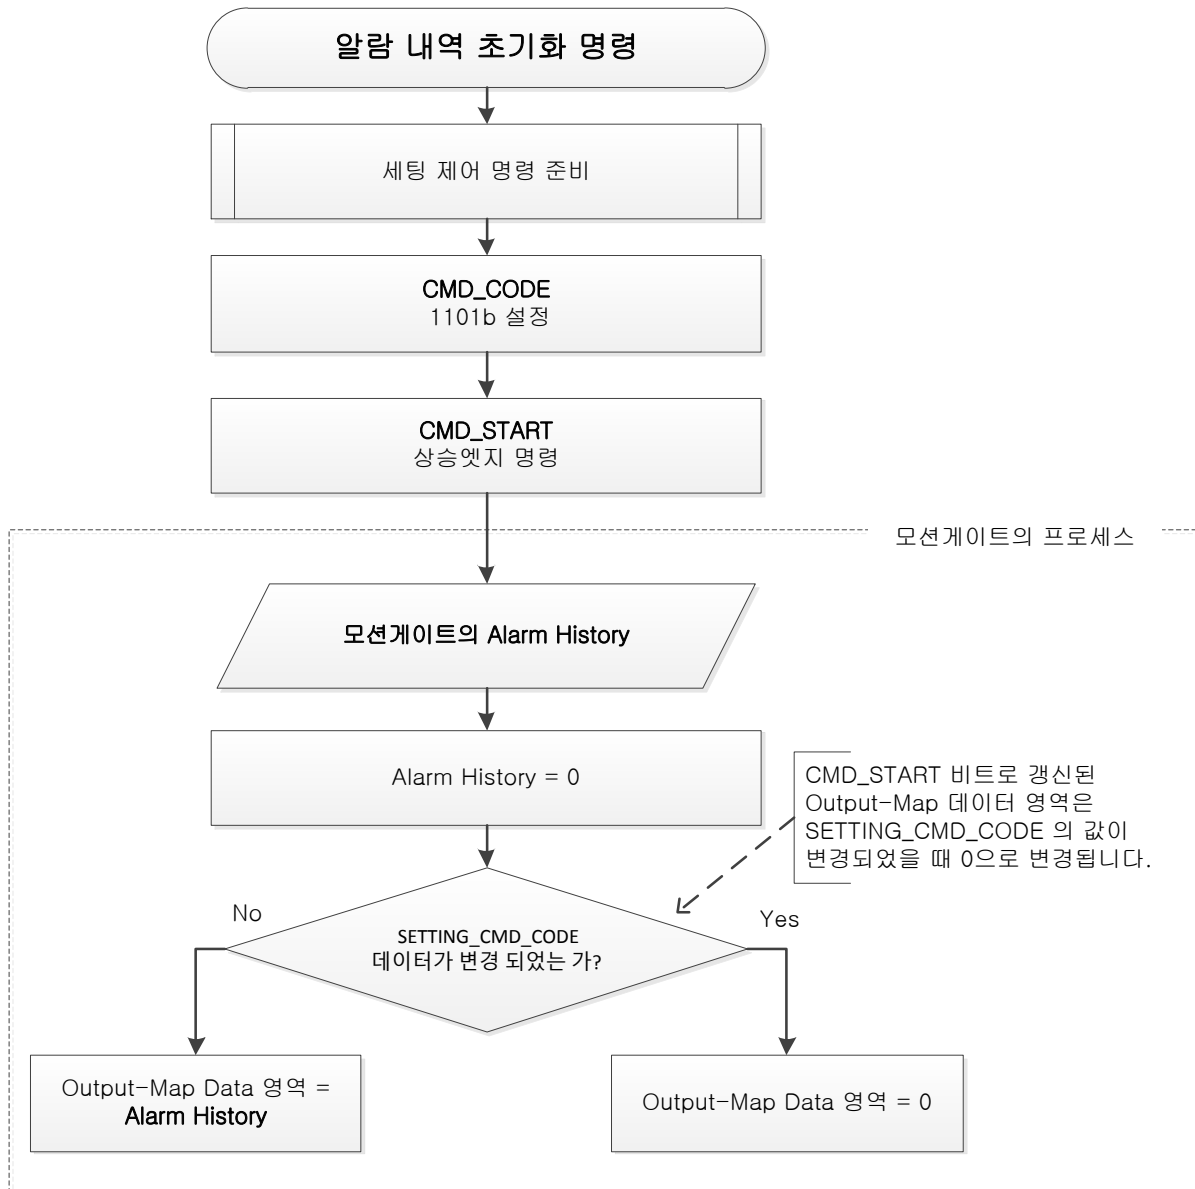 알람 내역 초기화 명령
세팅 제어 명령 준비
CMD_CODE
1101b 설정
CMD_START
상승엣지 명령
모션게이트의 프로세스
모션게이트의 Alarm History
Alarm History = 0
CMD_START 비트로 갱신된
Output-Map 데이터 영역은
SETTING_CMD_CODE 의 값이
변경되었을 때 0으로 변경됩니다.
No
Yes
SETTING_CMD_CODE
데이터가 변경 되었는 가?
Output-Map Data 영역 =
Alarm History
Output-Map Data 영역 = 0